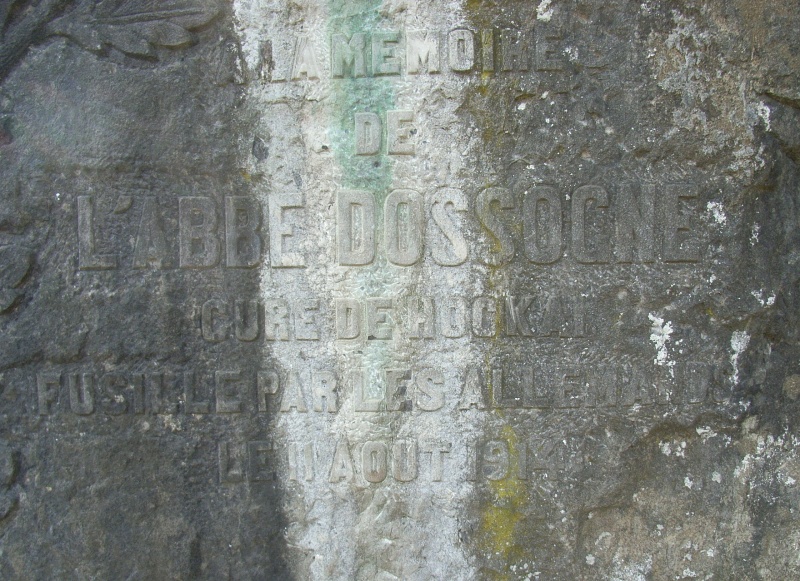 LA MEMOIRE
DE
L'ABBE DOSSOGNE
CURE DE HOCKAI
FUSILLE PAR LES ALLEMANDS
LE 11 AOUT 1914